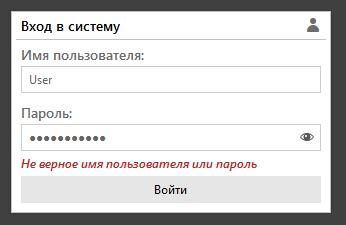 Вход в систему
Имя пользователя:
User
Пароль:
●●●●●●●●●●●
Не верное имя пользователя или пароль
Войти